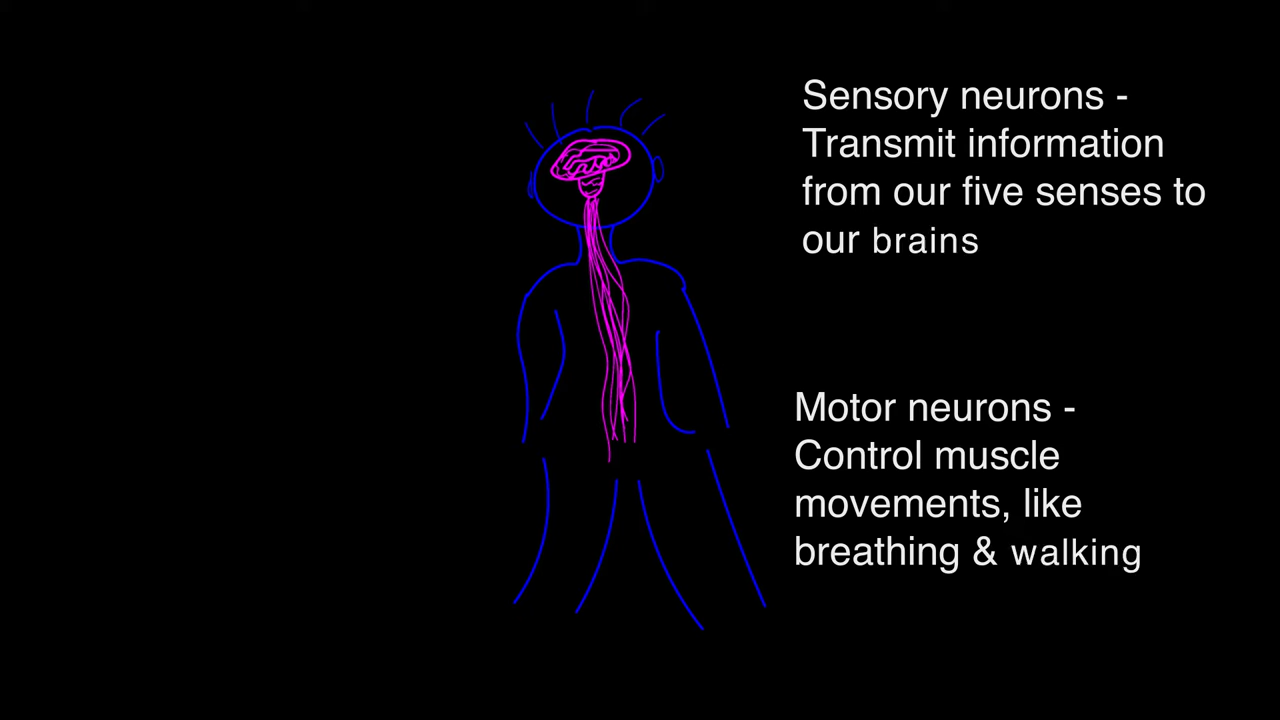 Sensory neurons -
Transmit information
from our five senses to
our brains
Motor neurons -
Control muscle
movements, like
breathing & walking